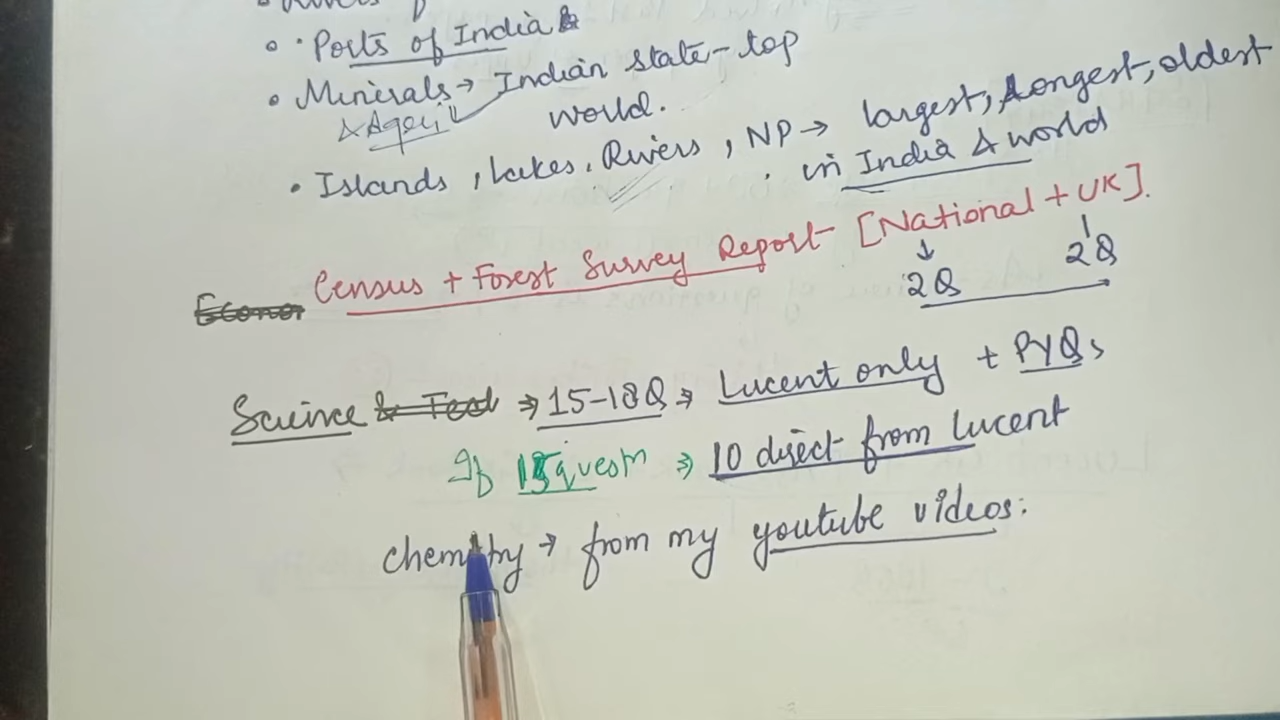 • Ports of India &
• Minerals → Indian state - top
& Agri world.
• Islands, Lakes, Rivers, NP → largest, Longest, oldest
in India & world
Census + Forest Survey Report [National + UK].
2Q 2Q
Econo
Science & Tech ⇒ 15-18Q ⇒ Lucent only + PYQs
If 15 questn ⇒ 10 direct from Lucent
Chemistry → from my youtube videos.